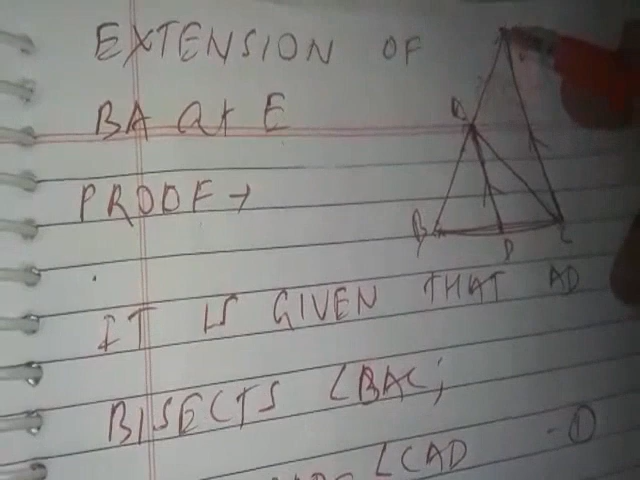 EXTENSION OF
BA at E
A
PROOF →
B
D
C
IT IS GIVEN THAT AD
BISECTS ∠BAC;
∠CAD -①